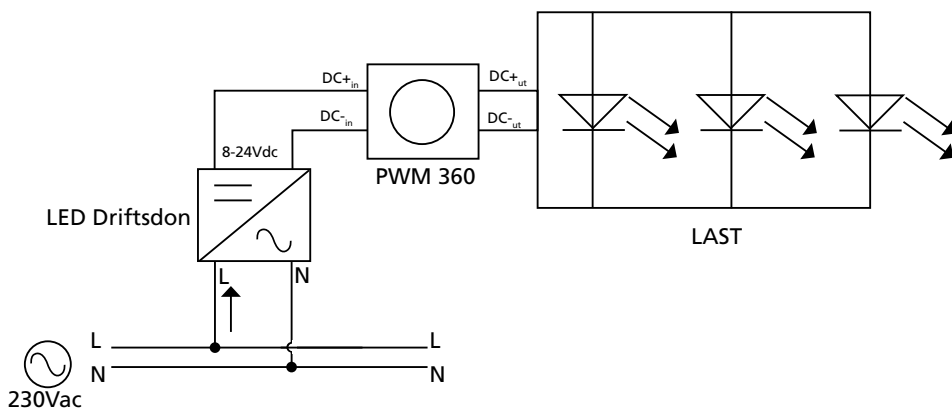 DC+in
DC+ut
DC-in
DC-ut
8-24Vdc
PWM 360
LED Driftsdon
LAST
L
N
L
L
N
N
230Vac